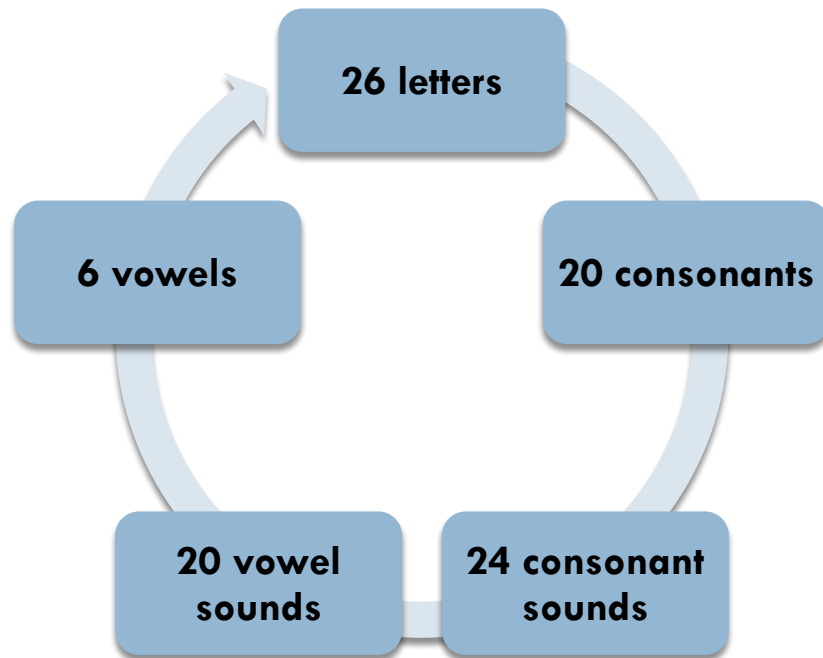 26 letters
20 consonants
24 consonant
sounds
20 vowel
sounds
6 vowels